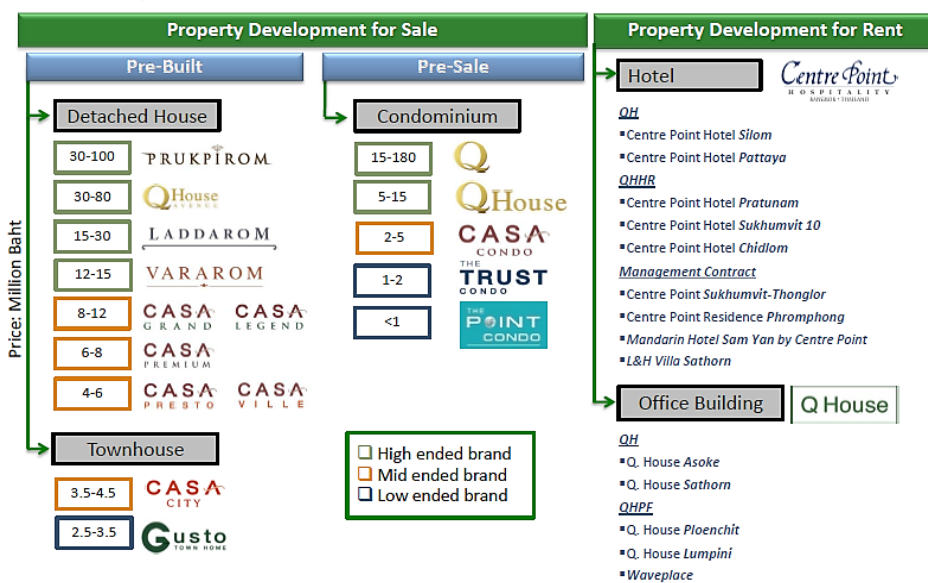 Property Development for Sale
Pre-Built
Pre-Sale
Price: Million Baht
Detached House
30-100
PRUKPIROM
30-80
Q House
AVENUE
15-30
LADDAROM
12-15
VARAROM
8-12
CASA
GRAND
CASA
LEGEND
6-8
CASA
PREMIUM
4-6
CASA
PRESTO
CASA
VILLE
Townhouse
3.5-4.5
CASA
CITY
2.5-3.5
Gusto
TOWN HOME
Condominium
15-180
Q
5-15
Q House
2-5
CASA
CONDO
1-2
THE
TRUST
CONDO
<1
THE
POINT
CONDO
High ended brand
Mid ended brand
Low ended brand
Property Development for Rent
Hotel
Centre Point
HOSPITALITY
BANGKOK • THAILAND
QH
▪Centre Point Hotel Silom
▪Centre Point Hotel Pattaya
QHHR
▪Centre Point Hotel Pratunam
▪Centre Point Hotel Sukhumvit 10
▪Centre Point Hotel Chidlom
Management Contract
▪Centre Point Sukhumvit-Thonglor
▪Centre Point Residence Phromphong
▪Mandarin Hotel Sam Yan by Centre Point
▪L&H Villa Sathorn
Office Building
Q House
QH
▪Q. House Asoke
▪Q. House Sathorn
QHPF
▪Q. House Ploenchit
▪Q. House Lumpini
▪Waveplace